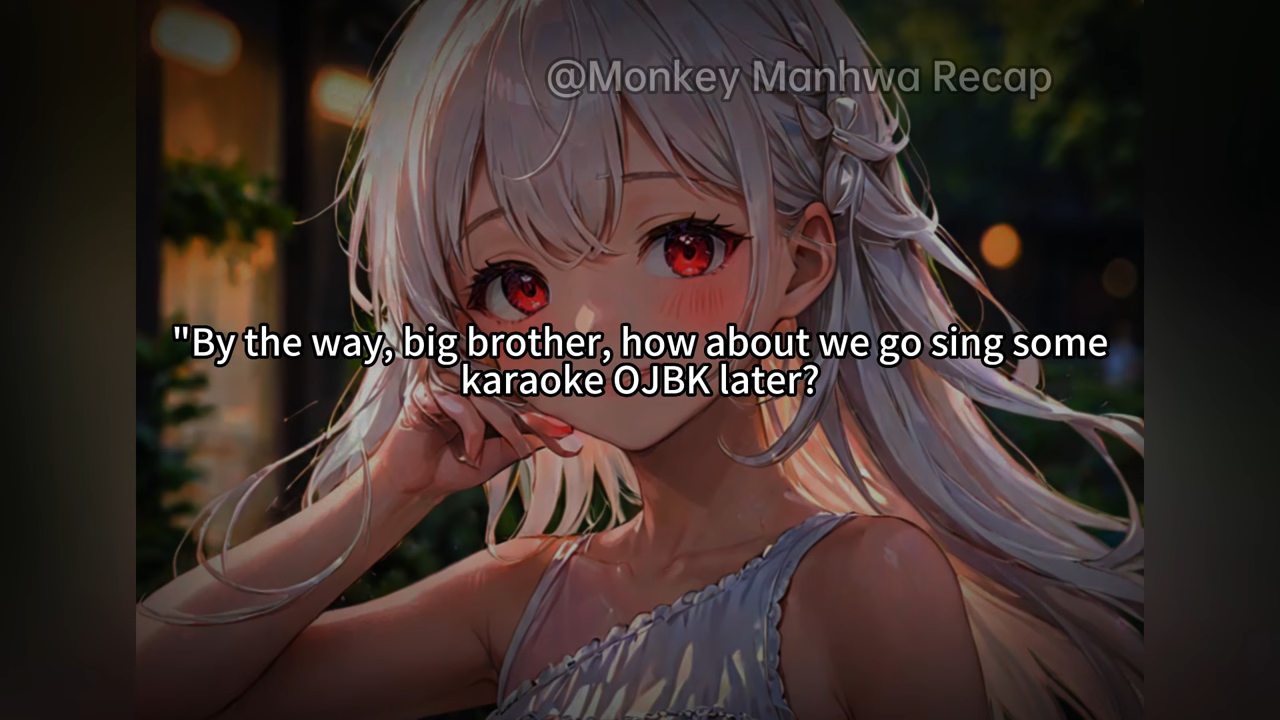 @Monkey Manhwa Recap
"By the way, big brother, how about we go sing some
karaoke OJBK later?